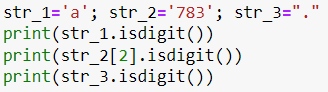 str_1='a'; str_2='783'; str_3="."
print(str_1.isdigit())
print(str_2[2].isdigit())
print(str_3.isdigit())